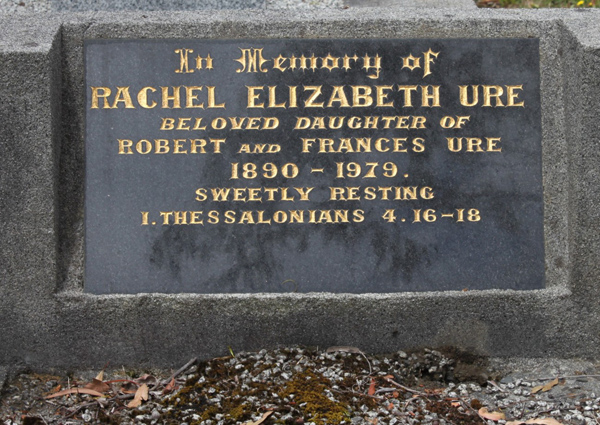 In Memory of
RACHEL ELIZABETH URE
BELOVED DAUGHTER OF
ROBERT AND FRANCES URE
1890 - 1979.
SWEETLY RESTING
1. THESSALONIANS 4. 16-18